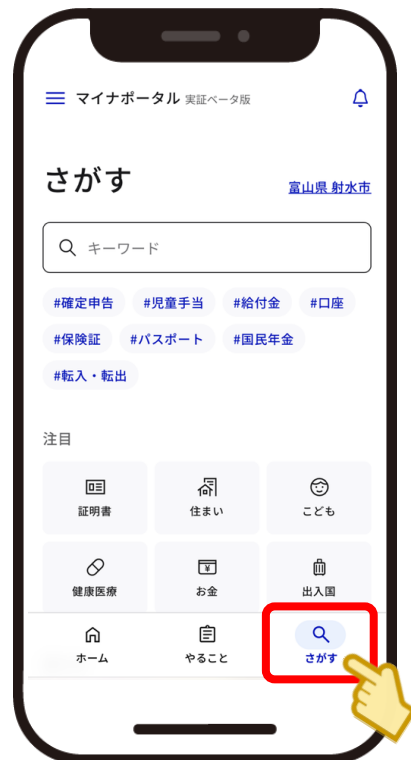 マイナポータル 実証ベータ版
さがす
富山県 射水市
キーワード
#確定申告 #児童手当 #給付金 #口座
#保険証 #パスポート #国民年金
#転入・転出
注目
証明書 住まい こども
健康医療 お金 出入国
ホーム やること さがす